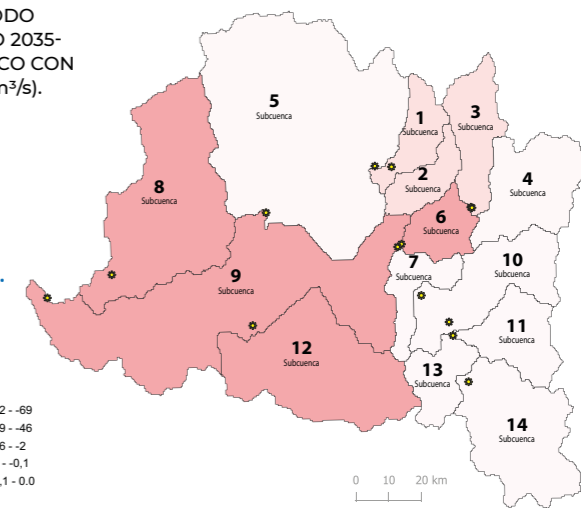 ODO
O 2035-
CO CON
m³/s).
5
Subcuenca
1
Subcuenca
3
Subcuenca
2
Subcuenca
4
Subcuenca
8
Subcuenca
6
Subcuenca
7
Subcuenca
10
Subcuenca
9
Subcuenca
11
Subcuenca
12
Subcuenca
13
Subcuenca
14
Subcuenca
2 - -69
9 - -46
6 - -2
- -0,1
,1 - 0.0
0 10 20 km